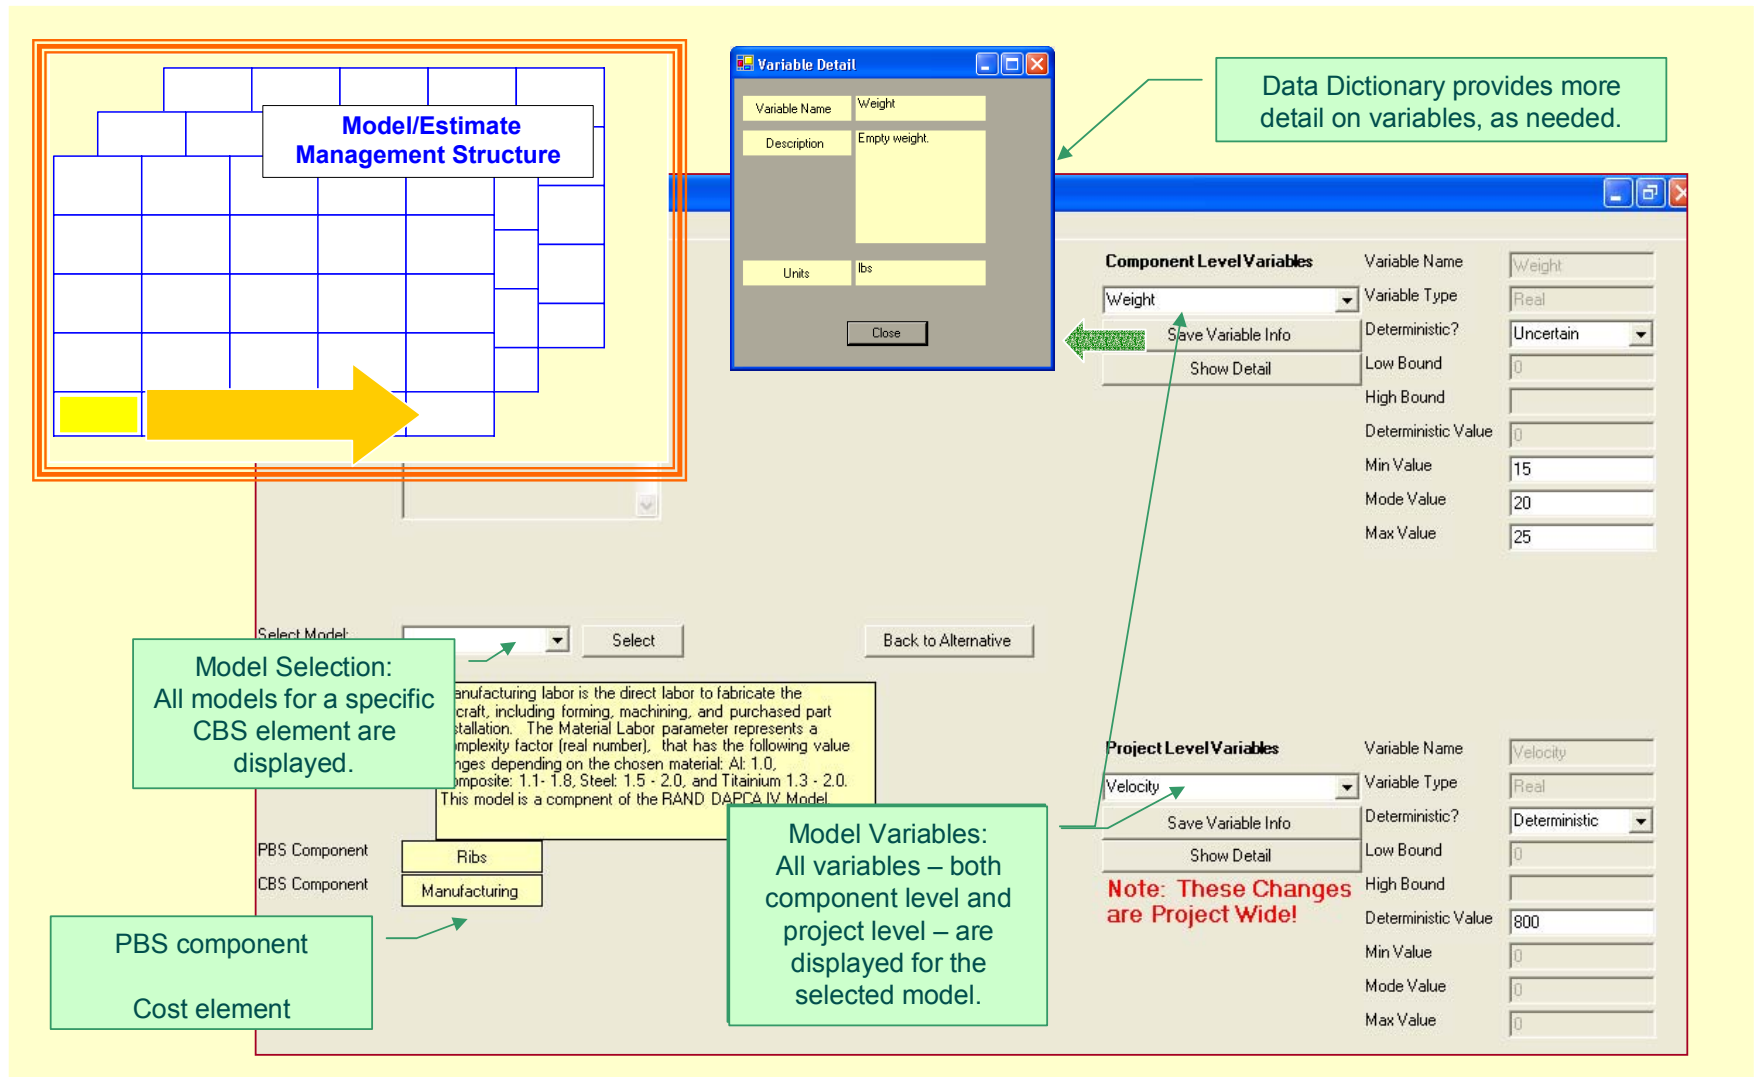 Model/Estimate
Management Structure
Variable Detail
Variable Name
Weight
Description
Empty weight.
Units
lbs
Close
Data Dictionary provides more
detail on variables, as needed.
Component Level Variables
Weight
Save Variable Info
Show Detail
Variable Name
Weight
Variable Type
Real
Deterministic?
Uncertain
Low Bound
0
High Bound
Deterministic Value
0
Min Value
15
Mode Value
20
Max Value
25
Select Model:
Select
Back to Alternative
Model Selection:
All models for a specific
CBS element are
displayed.
anufacturing labor is the direct labor to fabricate the
craft, including forming, machining, and purchased part
stallation. The Material Labor parameter represents a
omplexity factor (real number), that has the following value
nges depending on the chosen material: Al: 1.0,
omposite: 1.1- 1.8, Steel: 1.5 - 2.0, and Titainium 1.3 - 2.0.
This model is a compnent of the RAND DAPCA IV Model
PBS Component
Ribs
CBS Component
Manufacturing
PBS component
Cost element
Model Variables:
All variables – both
component level and
project level – are
displayed for the
selected model.
Project Level Variables
Velocity
Save Variable Info
Show Detail
Note: These Changes
are Project Wide!
Variable Name
Velocity
Variable Type
Real
Deterministic?
Deterministic
Low Bound
0
High Bound
Deterministic Value
800
Min Value
0
Mode Value
0
Max Value
0